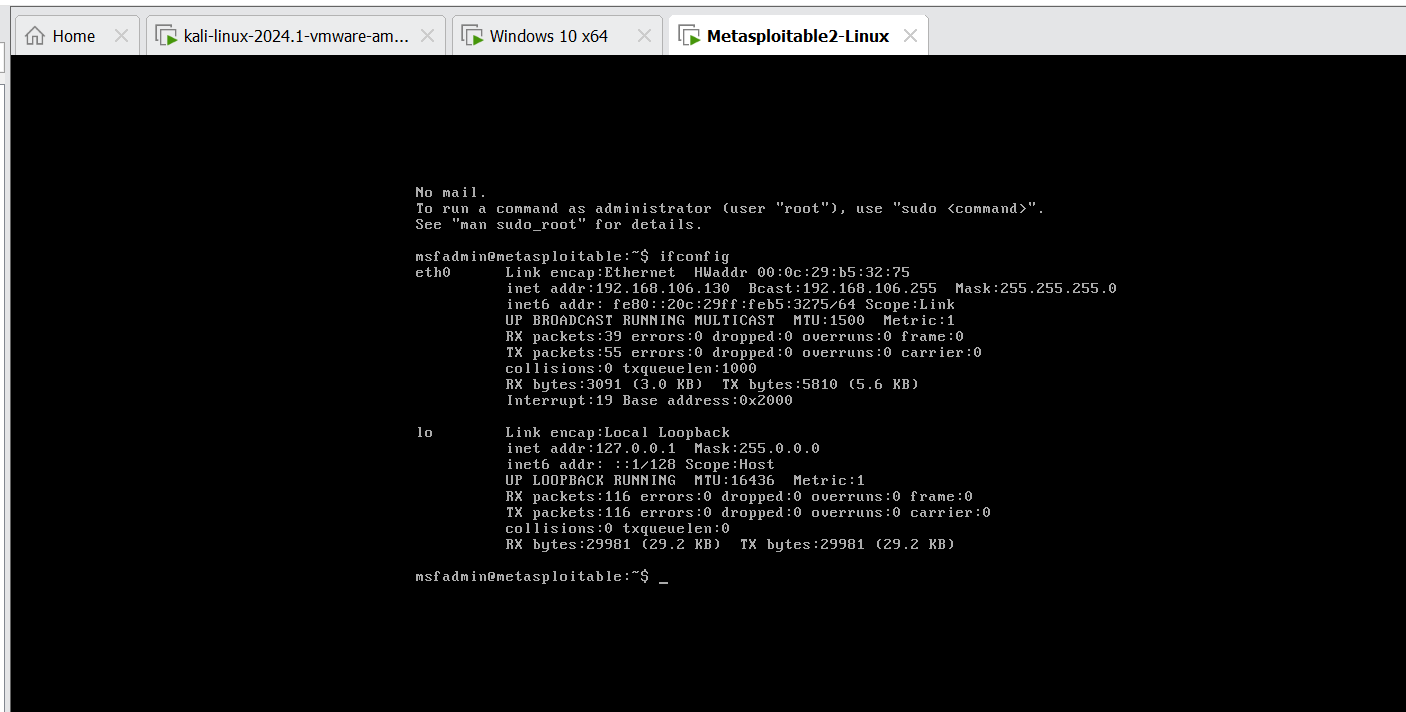 Home
kali-linux-2024.1-vmware-am...
Windows 10 x64
Metasploitable2-Linux
No mail.
To run a command as administrator (user "root"), use "sudo <command>".
See "man sudo_root" for details.
msfadmin@metasploitable:~$ ifconfig
eth0      Link encap:Ethernet  HWaddr 00:0c:29:b5:32:75
          inet addr:192.168.106.130  Bcast:192.168.106.255  Mask:255.255.255.0
          inet6 addr: fe80::20c:29ff:feb5:3275/64 Scope:Link
          UP BROADCAST RUNNING MULTICAST  MTU:1500  Metric:1
          RX packets:39 errors:0 dropped:0 overruns:0 frame:0
          TX packets:55 errors:0 dropped:0 overruns:0 carrier:0
          collisions:0 txqueuelen:1000
          RX bytes:3091 (3.0 KB)  TX bytes:5810 (5.6 KB)
          Interrupt:19 Base address:0x2000
lo        Link encap:Local Loopback
          inet addr:127.0.0.1  Mask:255.0.0.0
          inet6 addr: ::1/128 Scope:Host
          UP LOOPBACK RUNNING  MTU:16436  Metric:1
          RX packets:116 errors:0 dropped:0 overruns:0 frame:0
          TX packets:116 errors:0 dropped:0 overruns:0 carrier:0
          collisions:0 txqueuelen:0
          RX bytes:29981 (29.2 KB)  TX bytes:29981 (29.2 KB)
msfadmin@metasploitable:~$ _